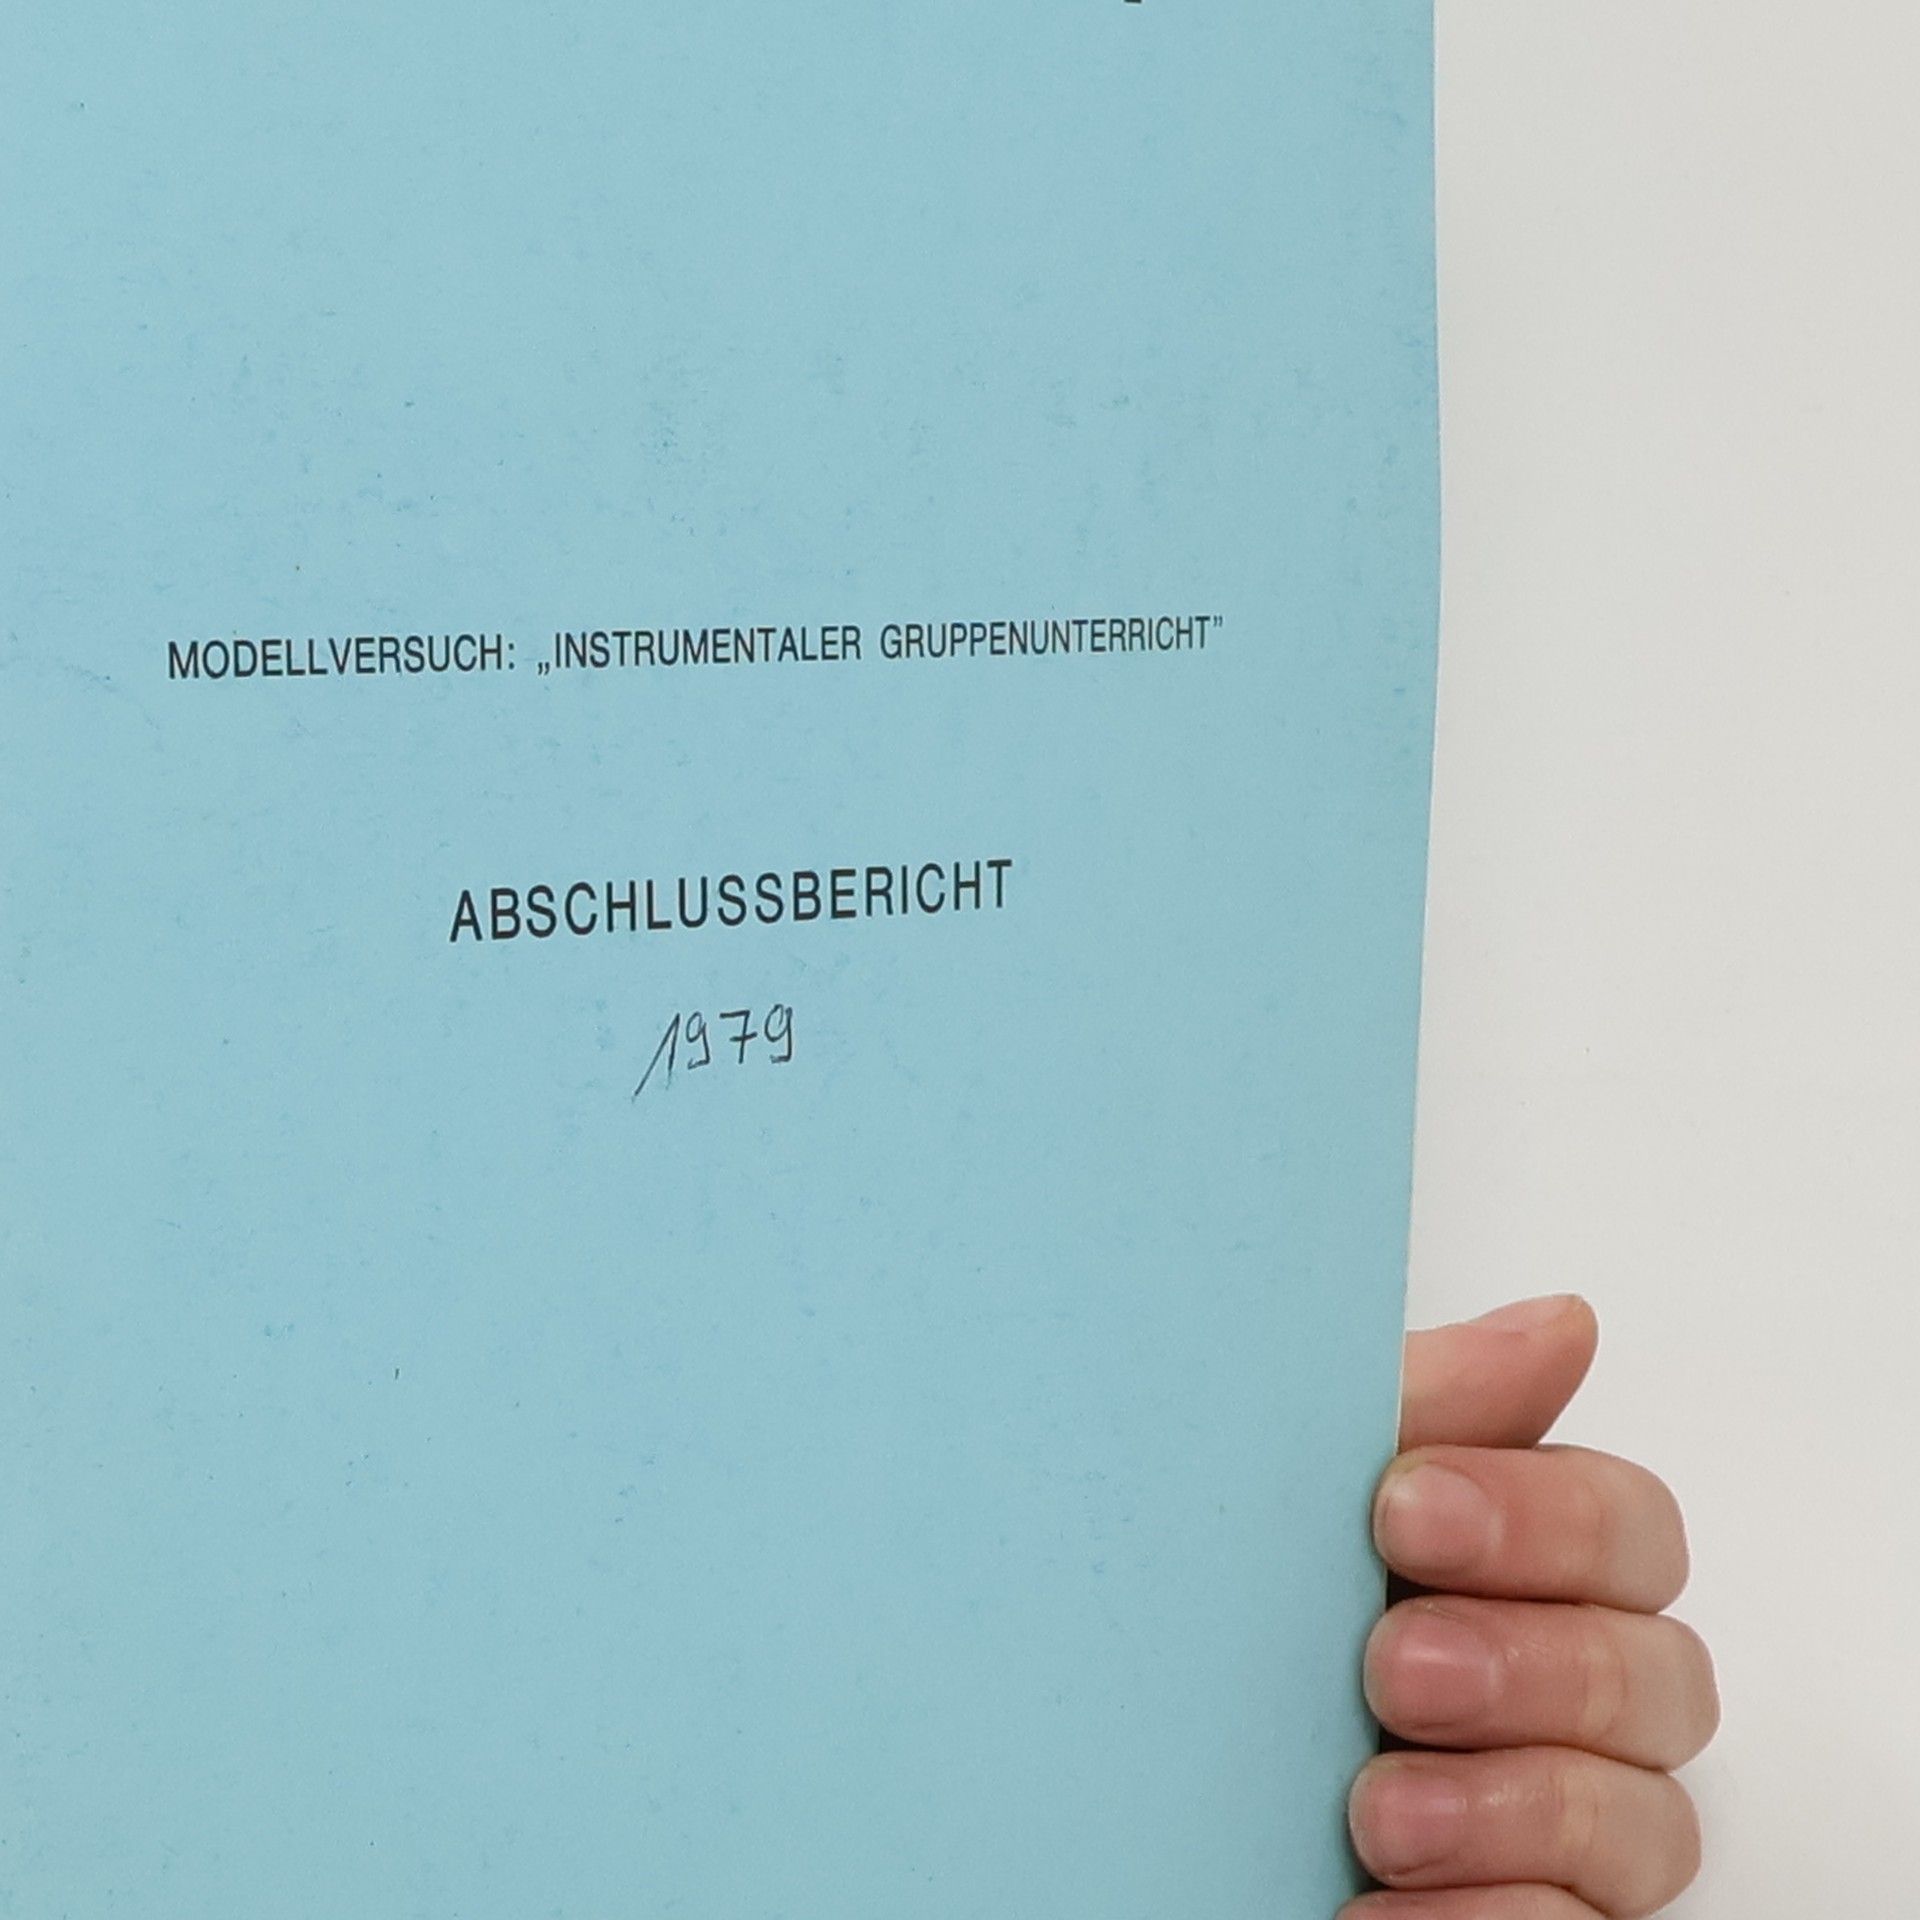 MODELLVERSUCH: „INSTRUMENTALER GRUPPENUNTERRICHT”
ABSCHLUSSBERICHT
1979